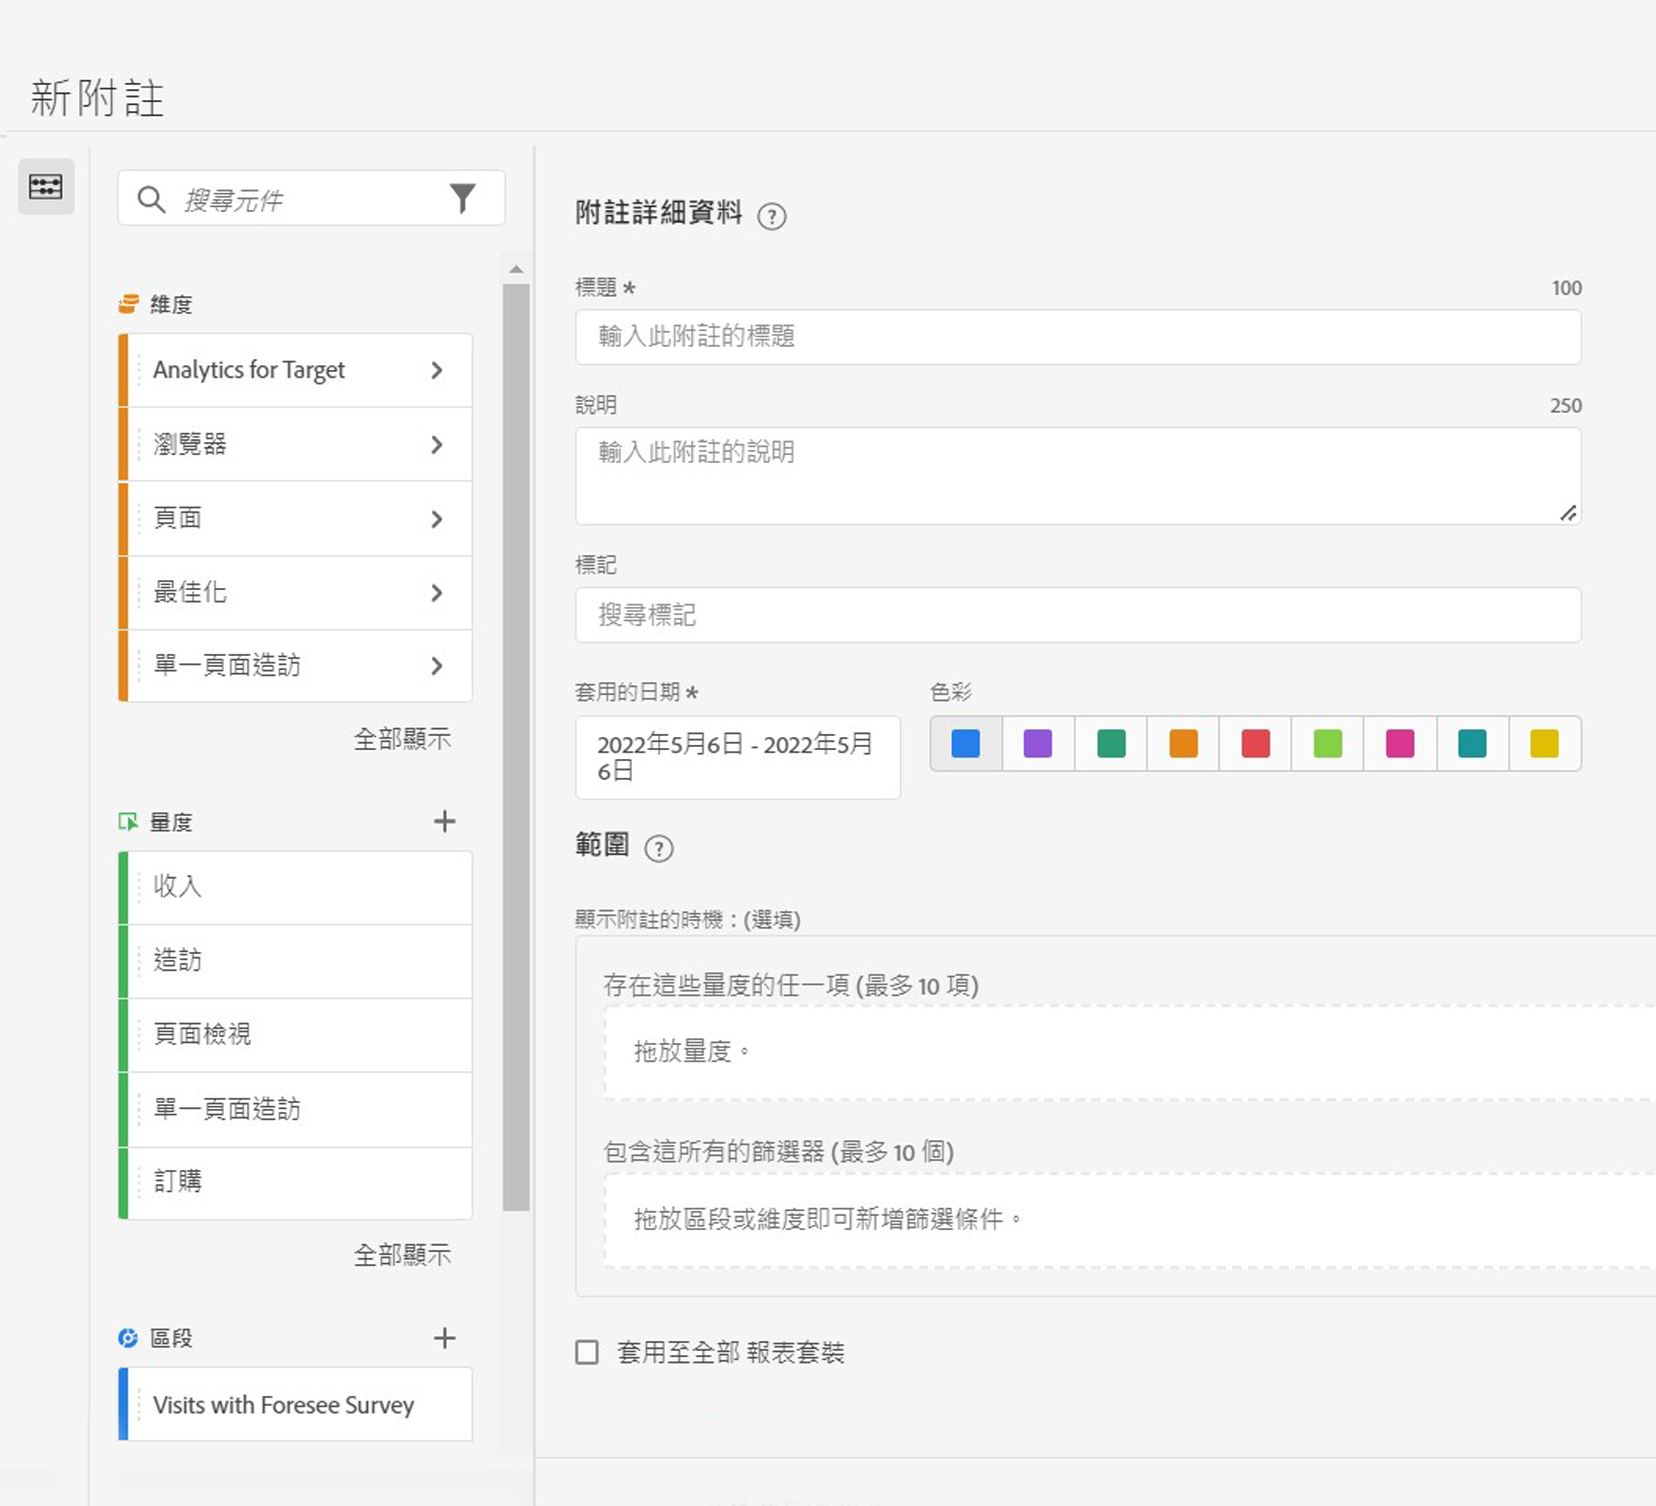 新附註
搜尋元件
維度
Analytics for Target
瀏覽器
頁面
最佳化
單一頁面造訪
全部顯示
量度
收入
造訪
頁面檢視
單一頁面造訪
訂購
全部顯示
區段
Visits with Foresee Survey
附註詳細資料
標題 * 100
輸入此附註的標題
說明 250
輸入此附註的說明
標記
搜尋標記
套用的日期 *
2022年5月6日 - 2022年5月
6日
色彩
範圍
顯示附註的時機：(選填)
存在這些量度的任一項 (最多 10 項)
拖放量度。
包含這所有的篩選器 (最多 10 個)
拖放區段或維度即可新增篩選條件。
套用至全部 報表套裝